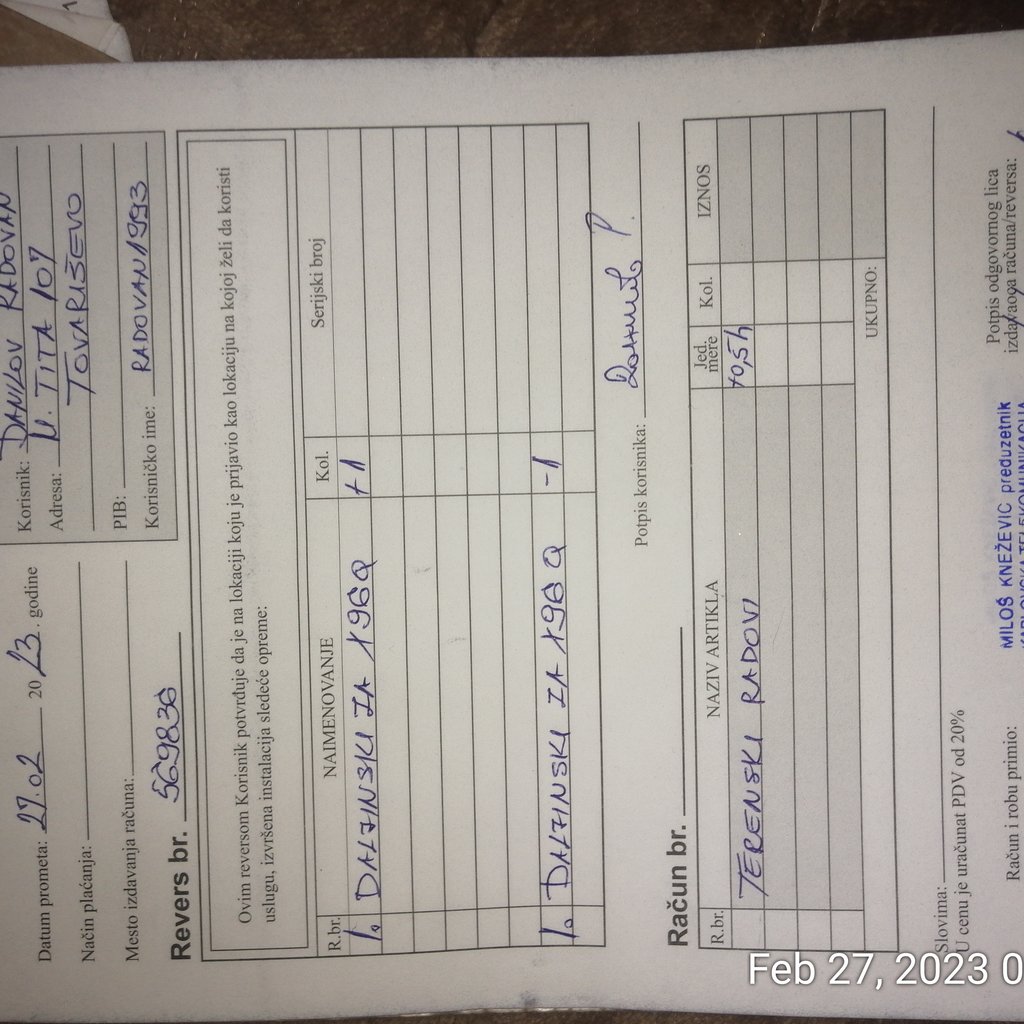 Datum prometa: 27.02 2023. godine
Način plaćanja:
Mesto izdavanja računa:
Korisnik: DANILOV RADOVAN
Adresa: M. TITA 107
TOVARIŠEVO
PIB:
Korisničko ime: RADOVAN1993
Revers br. 569836
Ovim reversom Korisnik potvrđuje da je na lokaciji koju je prijavio kao lokaciju na kojoj želi da koristi
uslugu, izvršena instalacija sledeće opreme:
R.br. NAIMENOVANJE Kol. Serijski broj
1. DALJINSKI ZA 196Q +1
1. DALJINSKI ZA 196Q -1
Potpis korisnika:
Račun br.
R.br. NAZIV ARTIKLA Jed. mere Kol. IZNOS
TERENSKI RADOVI +0,5h
UKUPNO:
Slovima:
U cenu je uračunat PDV od 20%
Račun i robu primio:
MILOŠ KNEŽEVIĆ preduzetnik
Potpis odgovornog lica
izdavaoca računa/reversa:
Feb 27, 2023 0